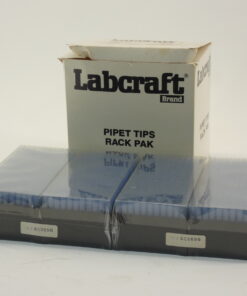 Labcraft®
Brand
PIPET TIPS
RACK PAK